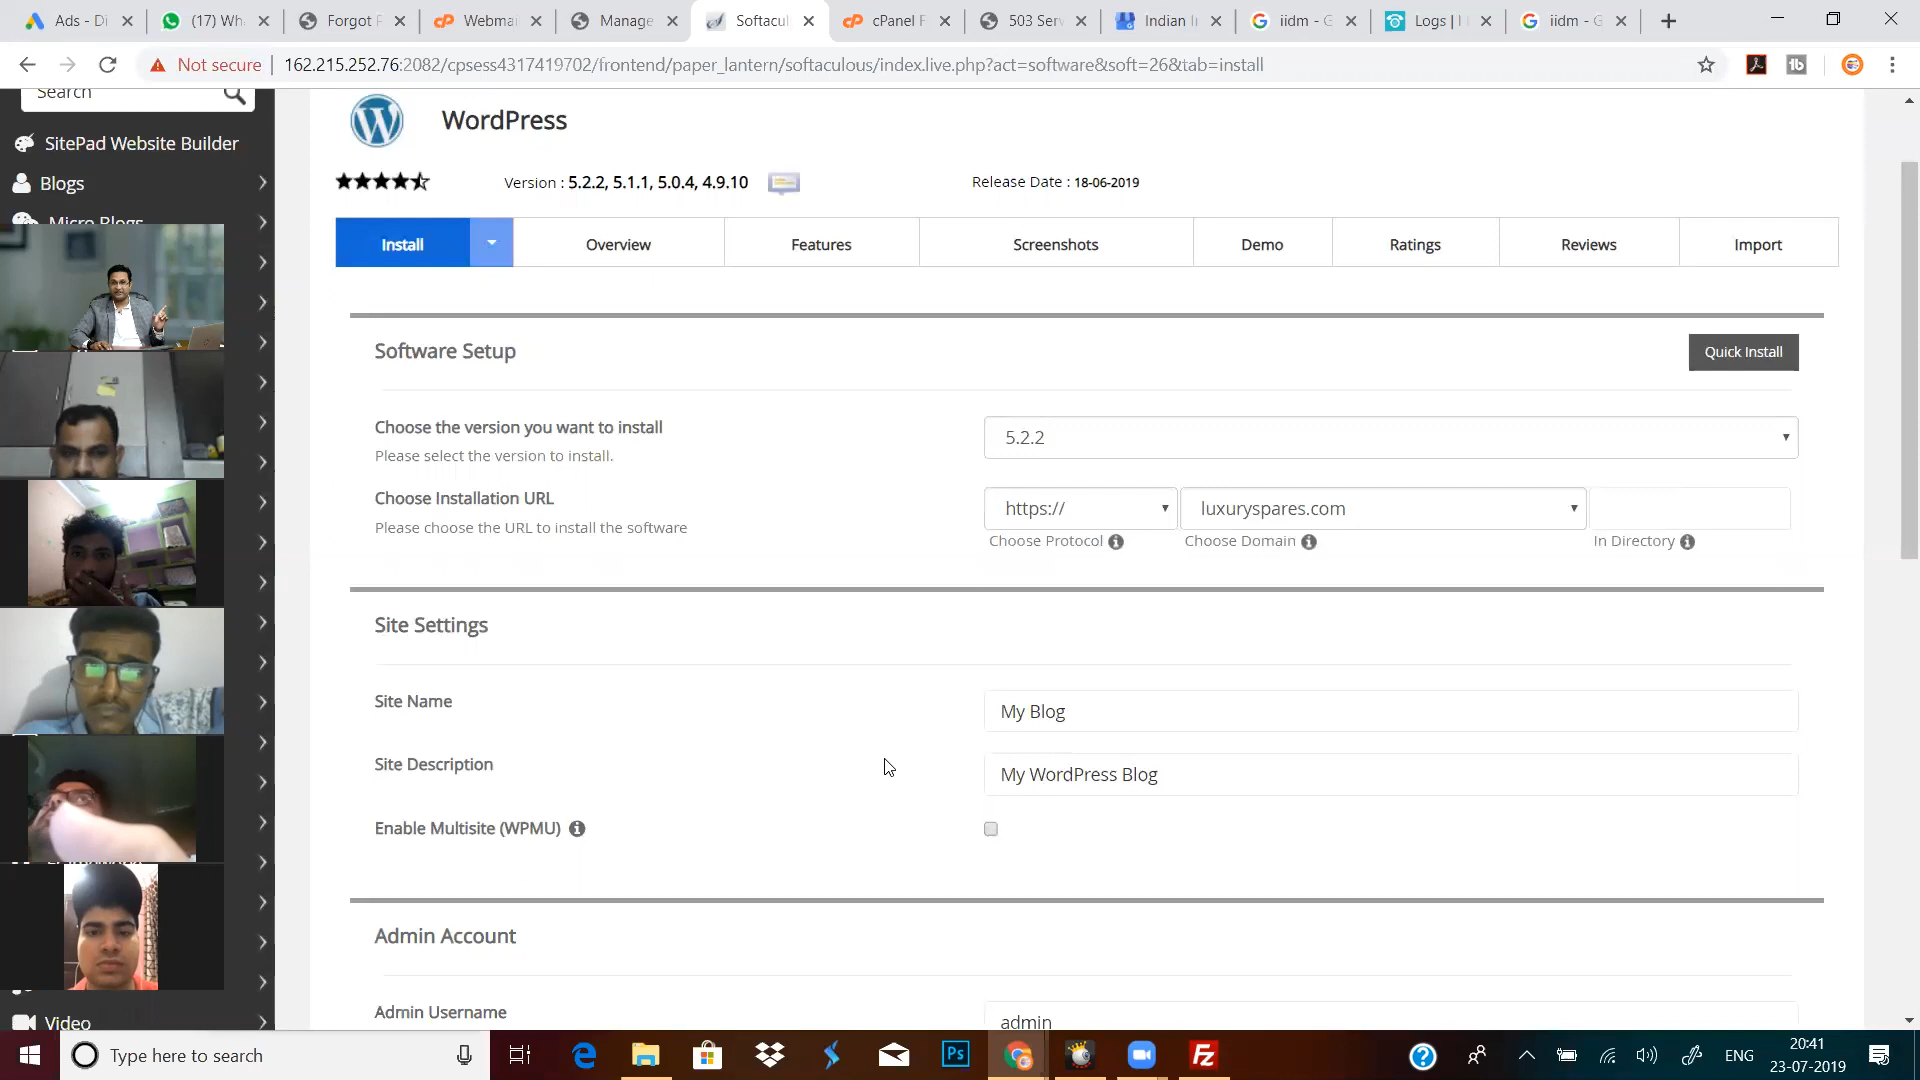 Ads - Di
(17) Wh
Forgot P
Webmai
Manage
Softacul
cPanel F
503 Serv
Indian I
iidm - G
Logs |
iidm - G
Not secure
162.215.252.76:2082/cpsess4317419702/frontend/paper_lantern/softaculous/index.live.php?act=software&soft=26&tab=install
Search
SitePad Website Builder
Blogs
Micro Blogs
Video
WordPress
Version : 5.2.2, 5.1.1, 5.0.4, 4.9.10
Release Date : 18-06-2019
Install
Overview
Features
Screenshots
Demo
Ratings
Reviews
Import
Software Setup
Quick Install
Choose the version you want to install
Please select the version to install.
5.2.2
Choose Installation URL
Please choose the URL to install the software
https://
luxuryspares.com
Choose Protocol
Choose Domain
In Directory
Site Settings
Site Name
My Blog
Site Description
My WordPress Blog
Enable Multisite (WPMU)
Admin Account
Admin Username
admin
Type here to search
Ps
Fz
ENG
20:41
23-07-2019